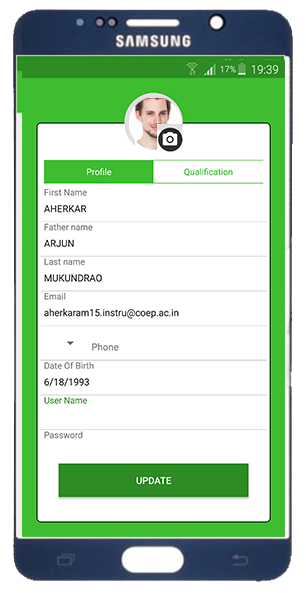 SAMSUNG
17% 19:39
Profile Qualification
First Name
AHERKAR
Father name
ARJUN
Last name
MUKUNDRAO
Email
aherkaram15.instru@coep.ac.in
Phone
Date Of Birth
6/18/1993
User Name
Password
UPDATE